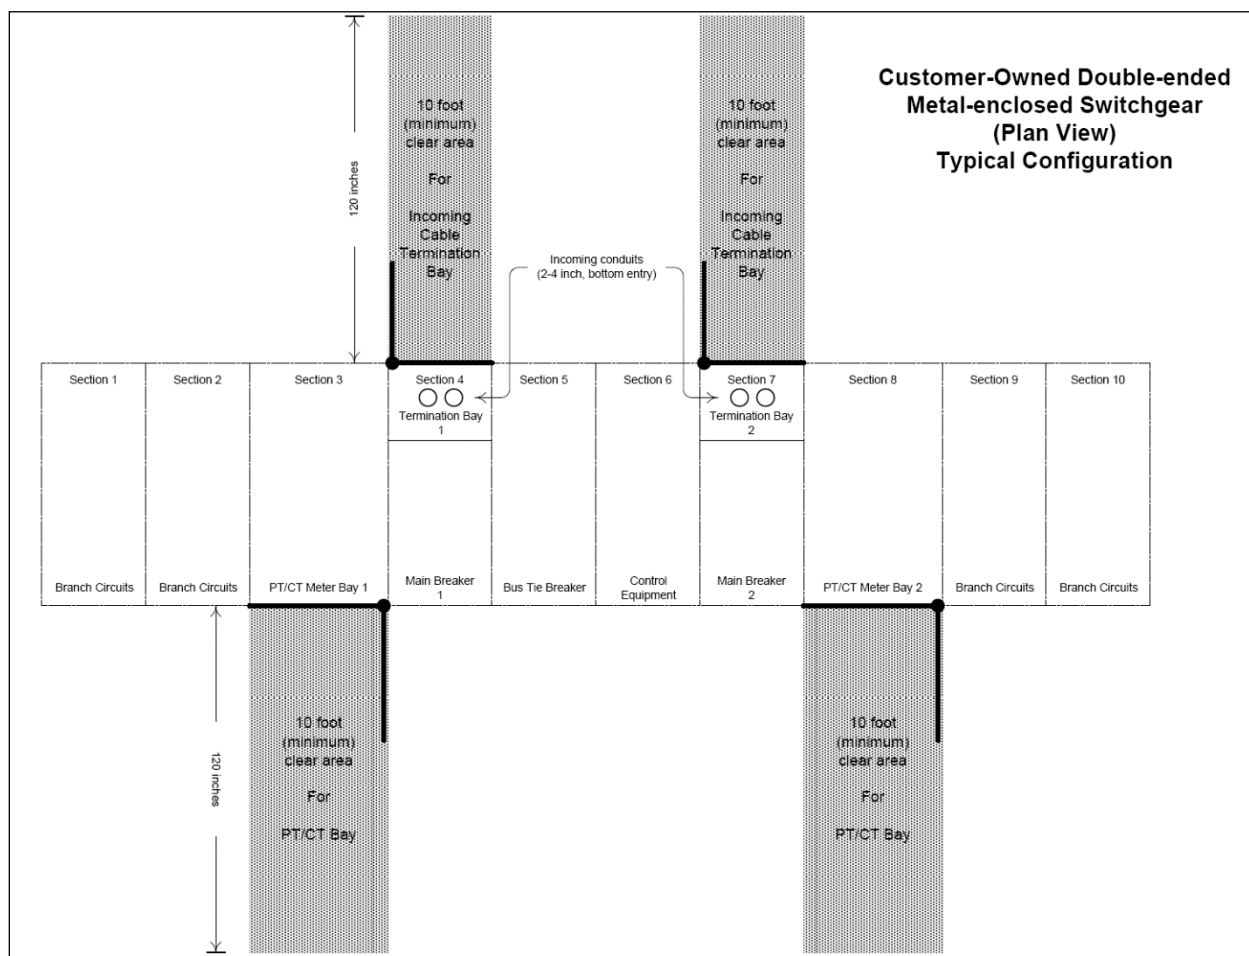 Customer-Owned Double-ended
Metal-enclosed Switchgear
(Plan View)
Typical Configuration
120 inches
10 foot
(minimum)
clear area
For
Incoming
Cable
Termination
Bay
10 foot
(minimum)
clear area
For
Incoming
Cable
Termination
Bay
Incoming conduits
(2-4 inch, bottom entry)
Section 1
Section 2
Section 3
Section 4
Section 5
Section 6
Section 7
Section 8
Section 9
Section 10
Termination Bay
1
Termination Bay
2
Branch Circuits
Branch Circuits
PT/CT Meter Bay 1
Main Breaker
1
Bus Tie Breaker
Control
Equipment
Main Breaker
2
PT/CT Meter Bay 2
Branch Circuits
Branch Circuits
120 inches
10 foot
(minimum)
clear area
For
PT/CT Bay
10 foot
(minimum)
clear area
For
PT/CT Bay